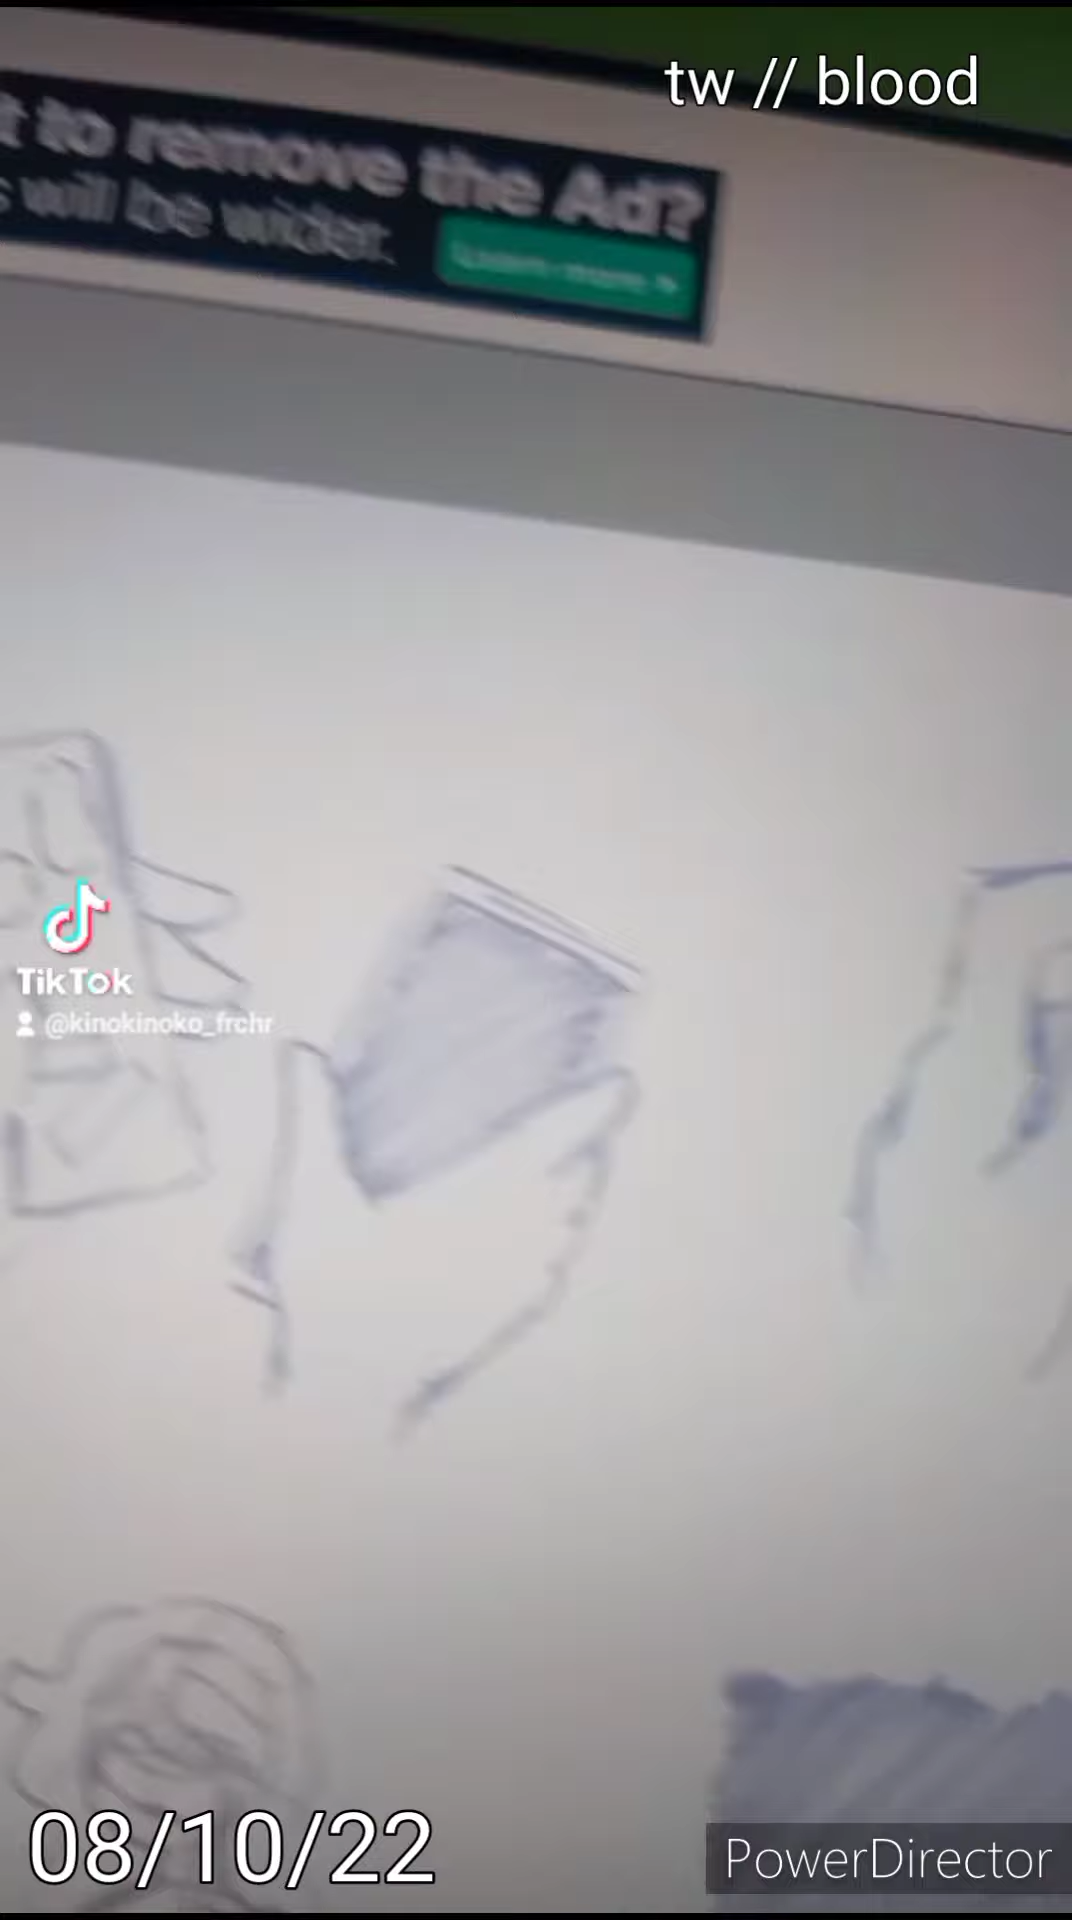 tw // blood
to remove the Ad?
will be wider.
TikTok
@kinokinoko_frchr
08/10/22
PowerDirector